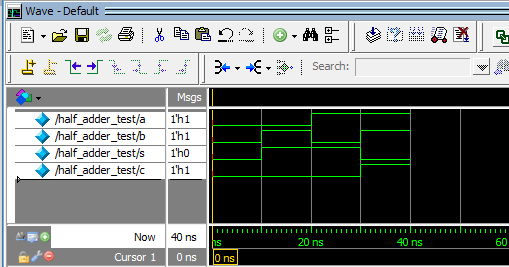 Wave - Default
Search:
Msgs
/half_adder_test/a 1'h1
/half_adder_test/b 1'h1
/half_adder_test/s 1'h0
/half_adder_test/c 1'h1
Now 40 ns ns 20 ns 40 ns 60
Cursor 1 0 ns 0 ns